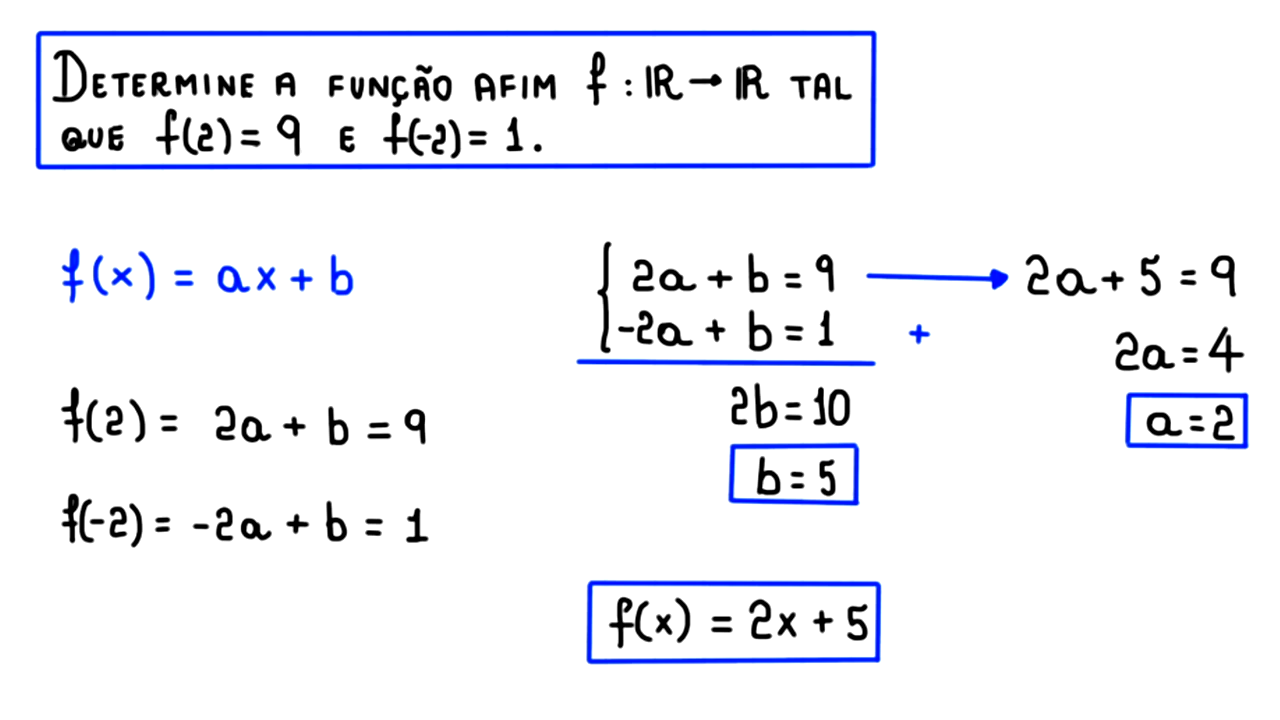 DETERMINE A FUNÇÃO AFIM f : IR → IR TAL
QUE f(2) = 9 E f(-2) = 1.
f(x) = ax + b
f(2) = 2a + b = 9
f(-2) = -2a + b = 1
2a + b = 9
-2a + b = 1 +
2b = 10
b = 5
2a + 5 = 9
2a = 4
a = 2
f(x) = 2x + 5